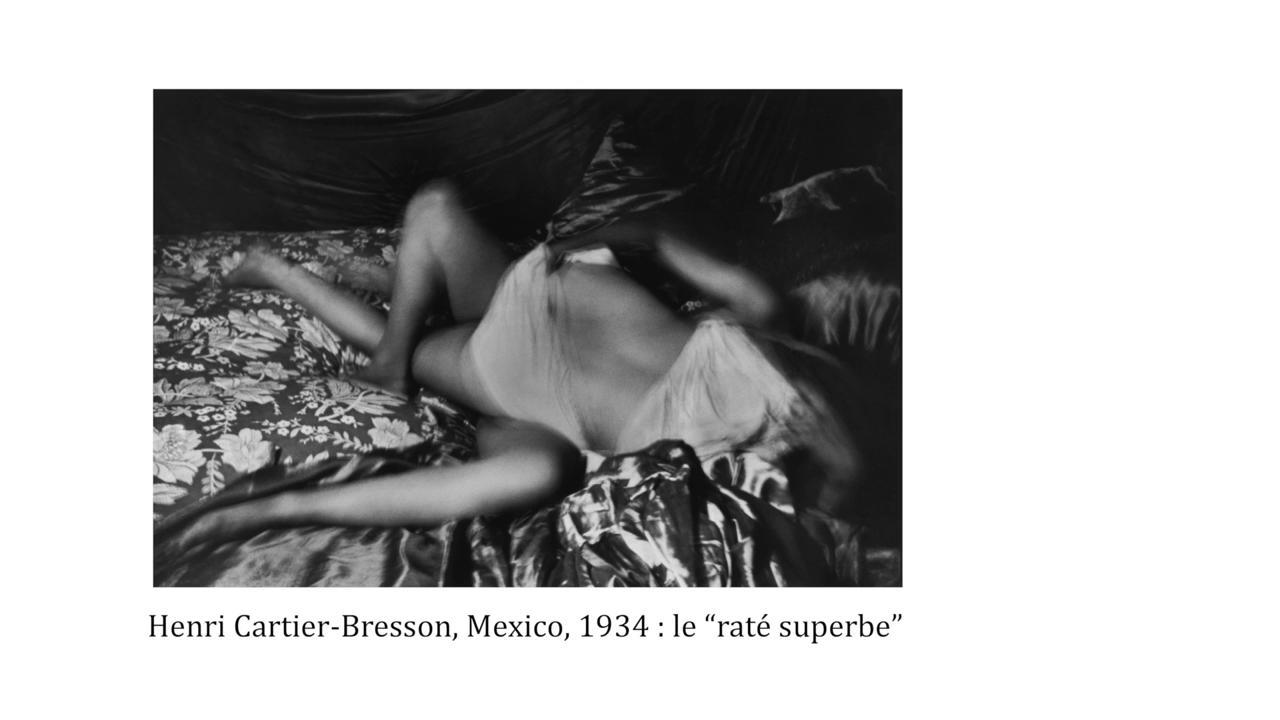 Henri Cartier-Bresson, Mexico, 1934 : le “raté superbe”